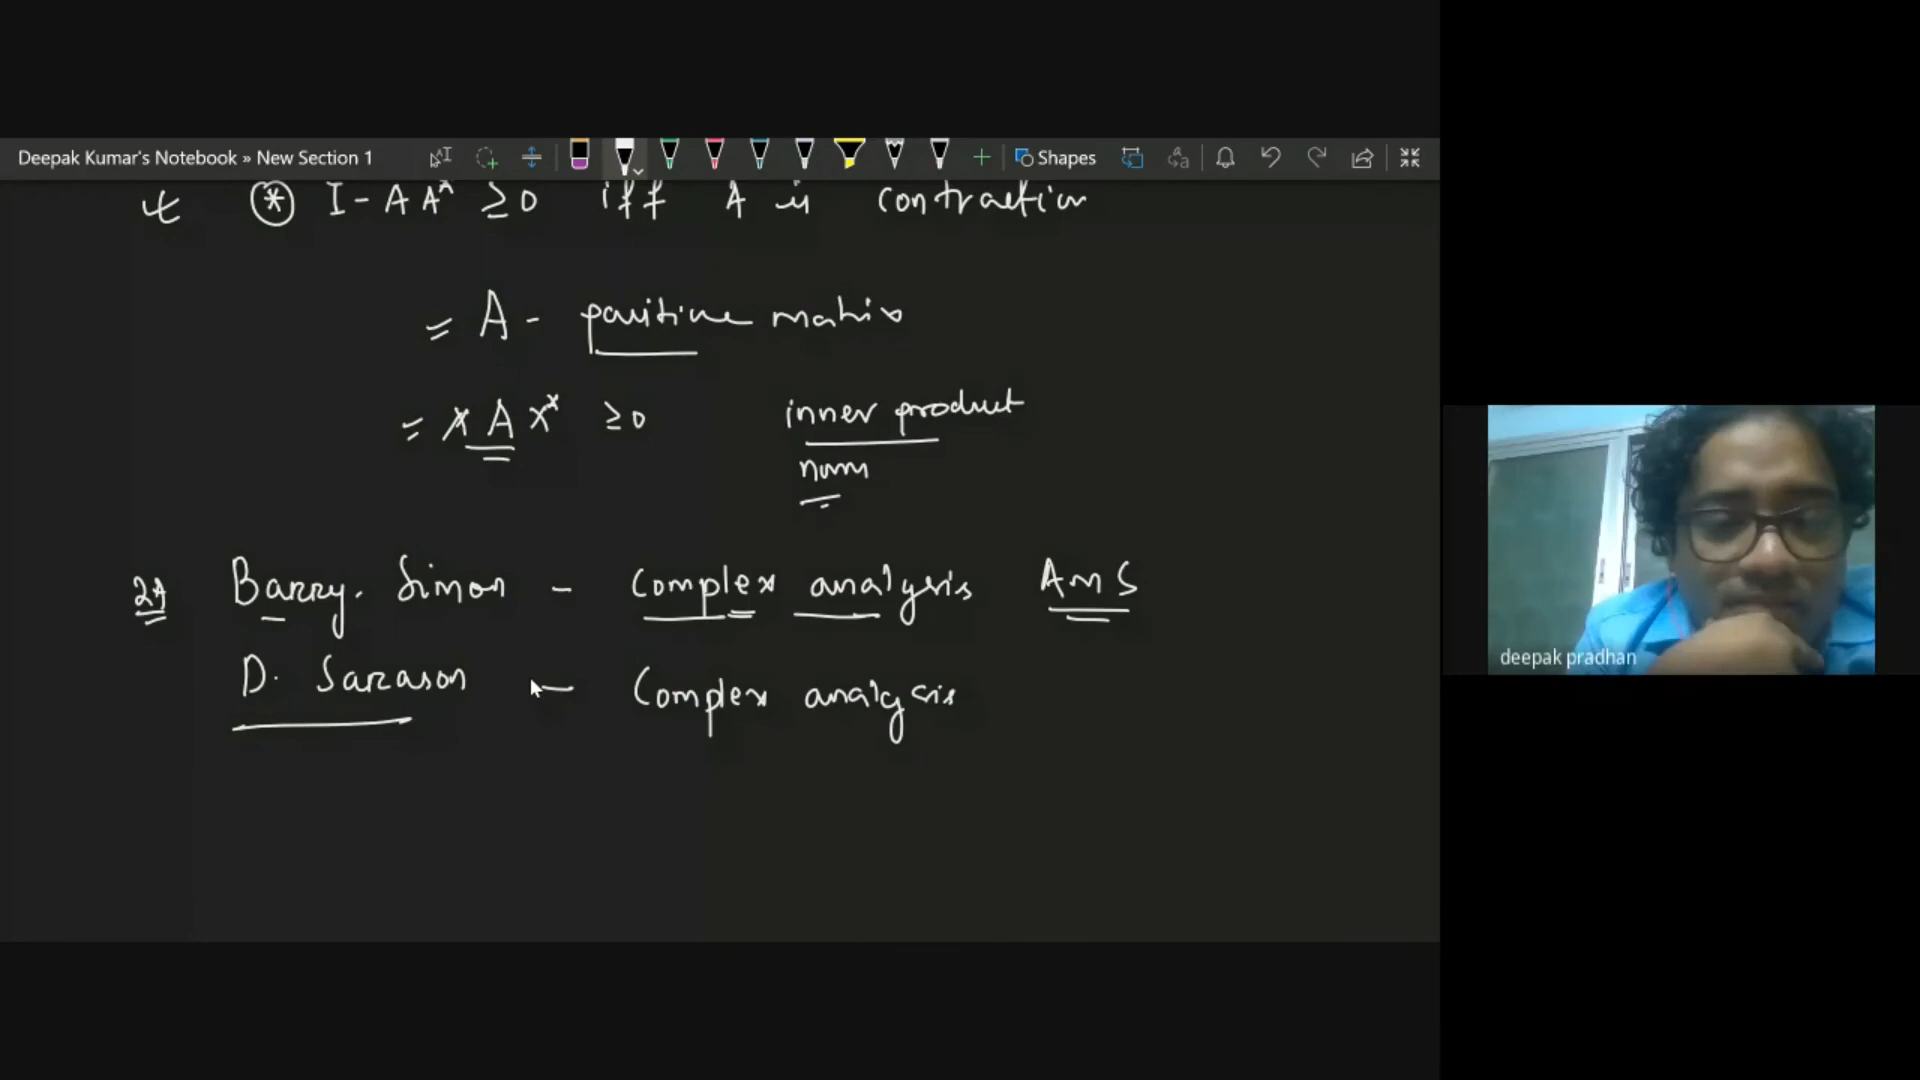 Deepak Kumar's Notebook » New Section 1
Shapes
⊛ I - A A* ≥ 0 iff A is contraction
= A - positive matrix
= x A x* ≥ 0 inner product
norm
2A Barry. Simon - Complex analysis AMS
D. Sarason - Complex analysis
deepak pradhan